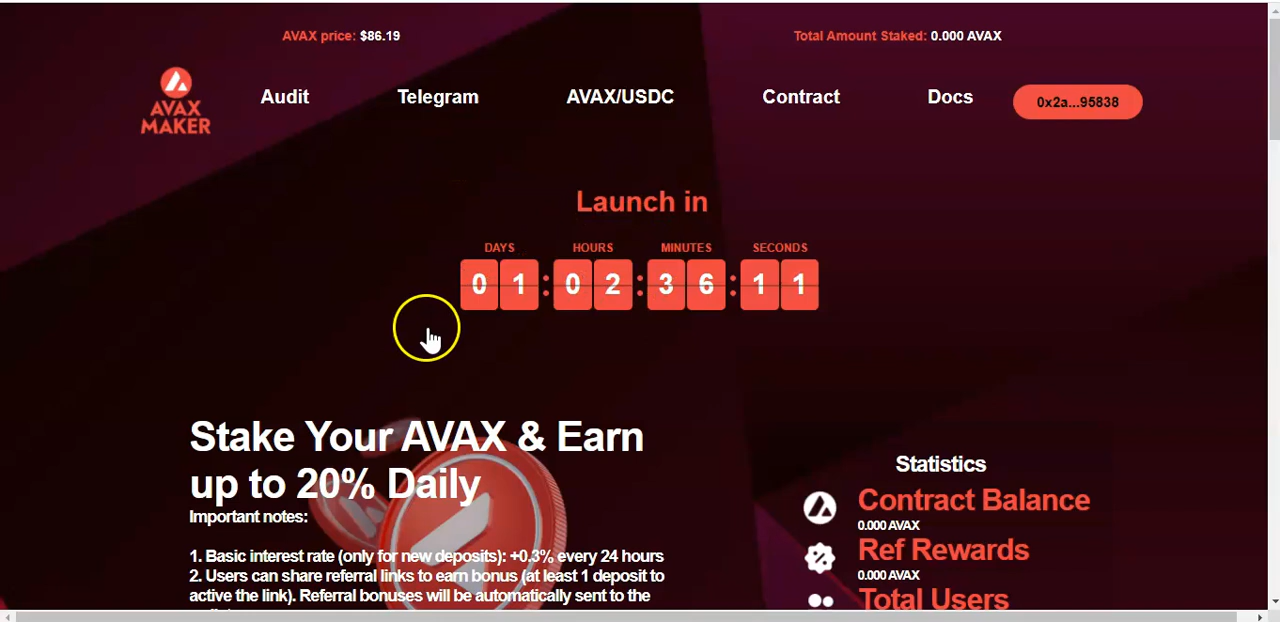 AVAX price: $86.19
Total Amount Staked: 0.000 AVAX
AVAX
MAKER
Audit
Telegram
AVAX/USDC
Contract
Docs
0x2a...95838
Launch in
DAYS HOURS MINUTES SECONDS
01:02:36:11
Stake Your AVAX & Earn
up to 20% Daily
Important notes:
1. Basic interest rate (only for new deposits): +0.3% every 24 hours
2. Users can share referral links to earn bonus (at least 1 deposit to
active the link). Referral bonuses will be automatically sent to the
Statistics
Contract Balance
0.000 AVAX
Ref Rewards
0.000 AVAX
Total Users